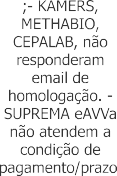 ;- KAMERS,
METHABIO,
CEPALAB, não
responderam
email de
homologação. -
SUPREMA eAVVa
não atendem a
condição de
pagamento/prazo